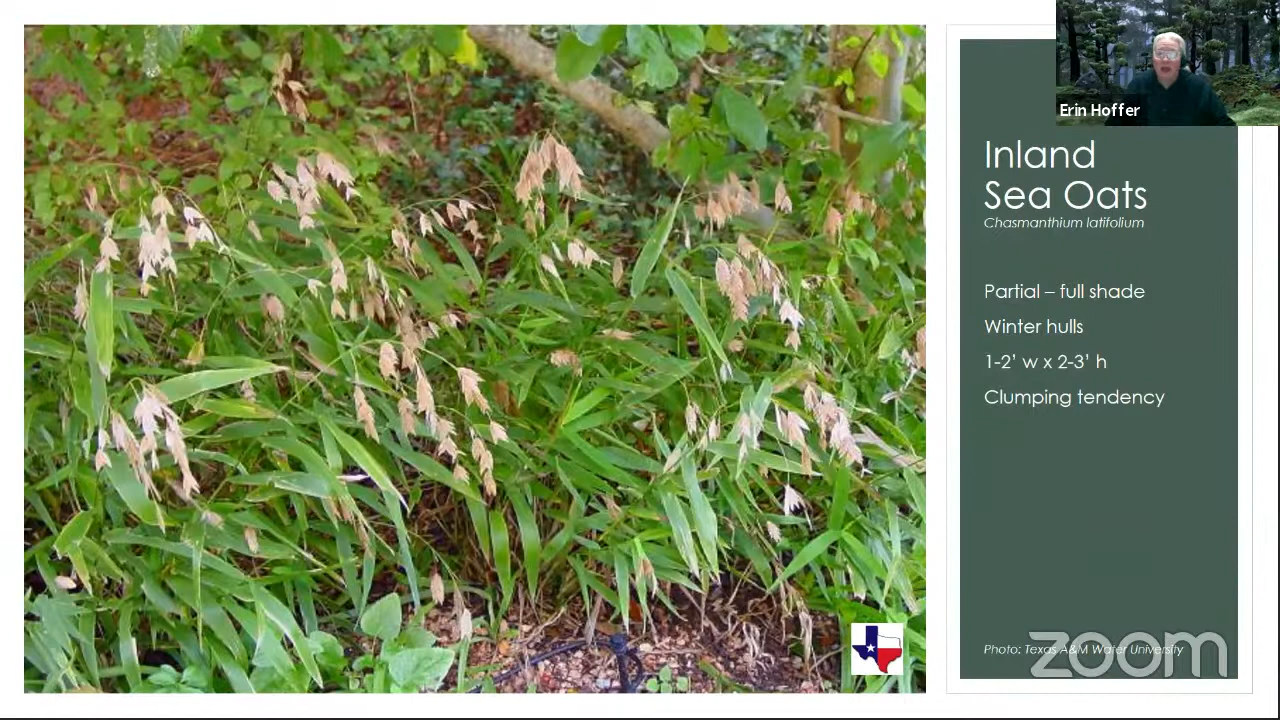 Erin Hoffer
Inland
Sea Oats
Chasmanthium latifolium
Partial – full shade
Winter hulls
1-2’ w x 2-3’ h
Clumping tendency
Photo: Texas A&M Water University
zoom